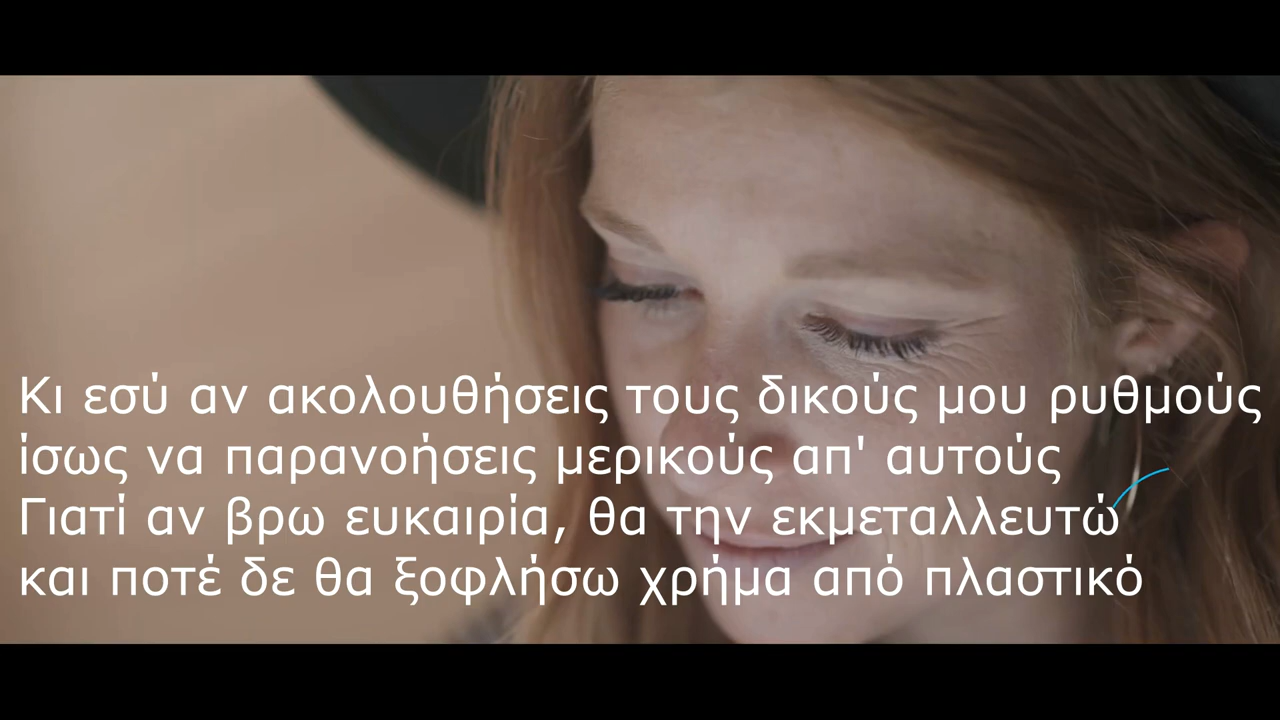 Κι εσύ αν ακολουθήσεις τους δικούς μου ρυθμούς
ίσως να παρανοήσεις μερικούς απ' αυτούς
Γιατί αν βρω ευκαιρία, θα την εκμεταλλευτώ
και ποτέ δε θα ξοφλήσω χρήμα από πλαστικό